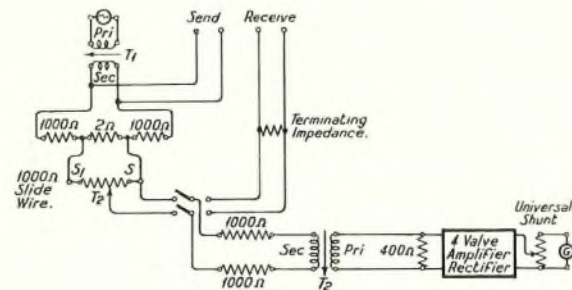 Send Receive
Pri
T1
Sec
1000Ω 2Ω 1000Ω
Terminating
Impedance.
S1 S
1000Ω
Slide
Wire.
T2
1000Ω
Universal
Shunt
Sec Pri 400Ω
4 Valve
Amplifier
Rectifier
G
1000Ω
T2